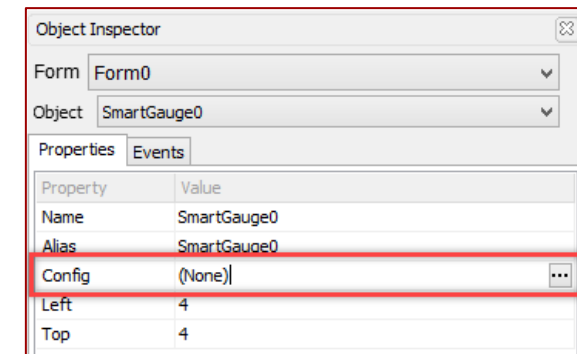 Object Inspector
Form Form0
Object SmartGauge0
Properties Events
Property Value
Name SmartGauge0
Alias SmartGauge0
Config (None)
Left 4
Top 4